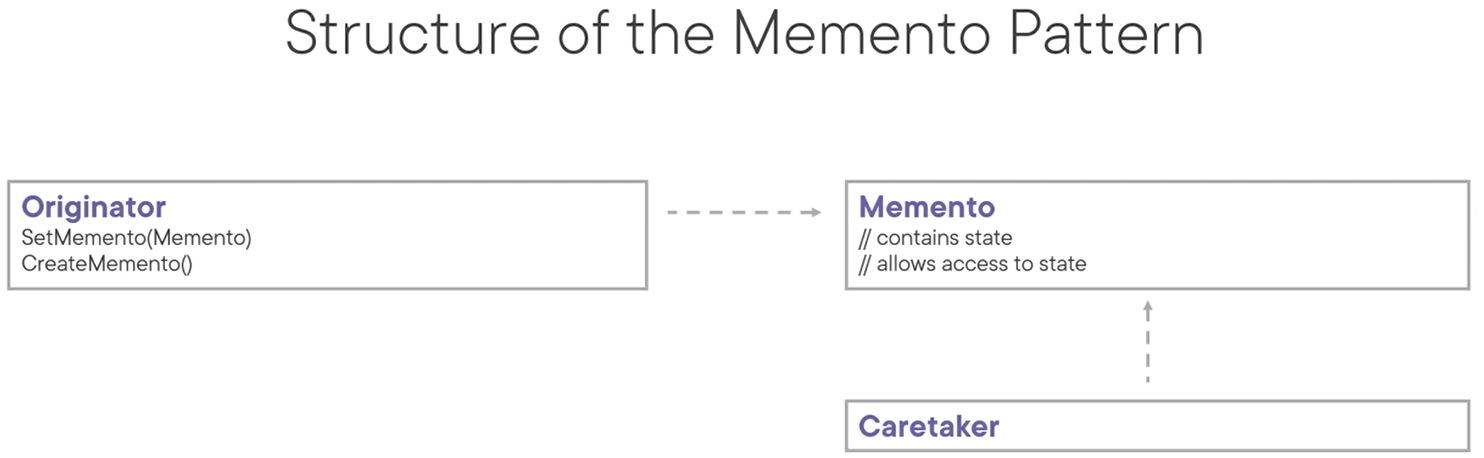 Structure of the Memento Pattern
Originator
SetMemento(Memento)
CreateMemento()
Memento
// contains state
// allows access to state
Caretaker